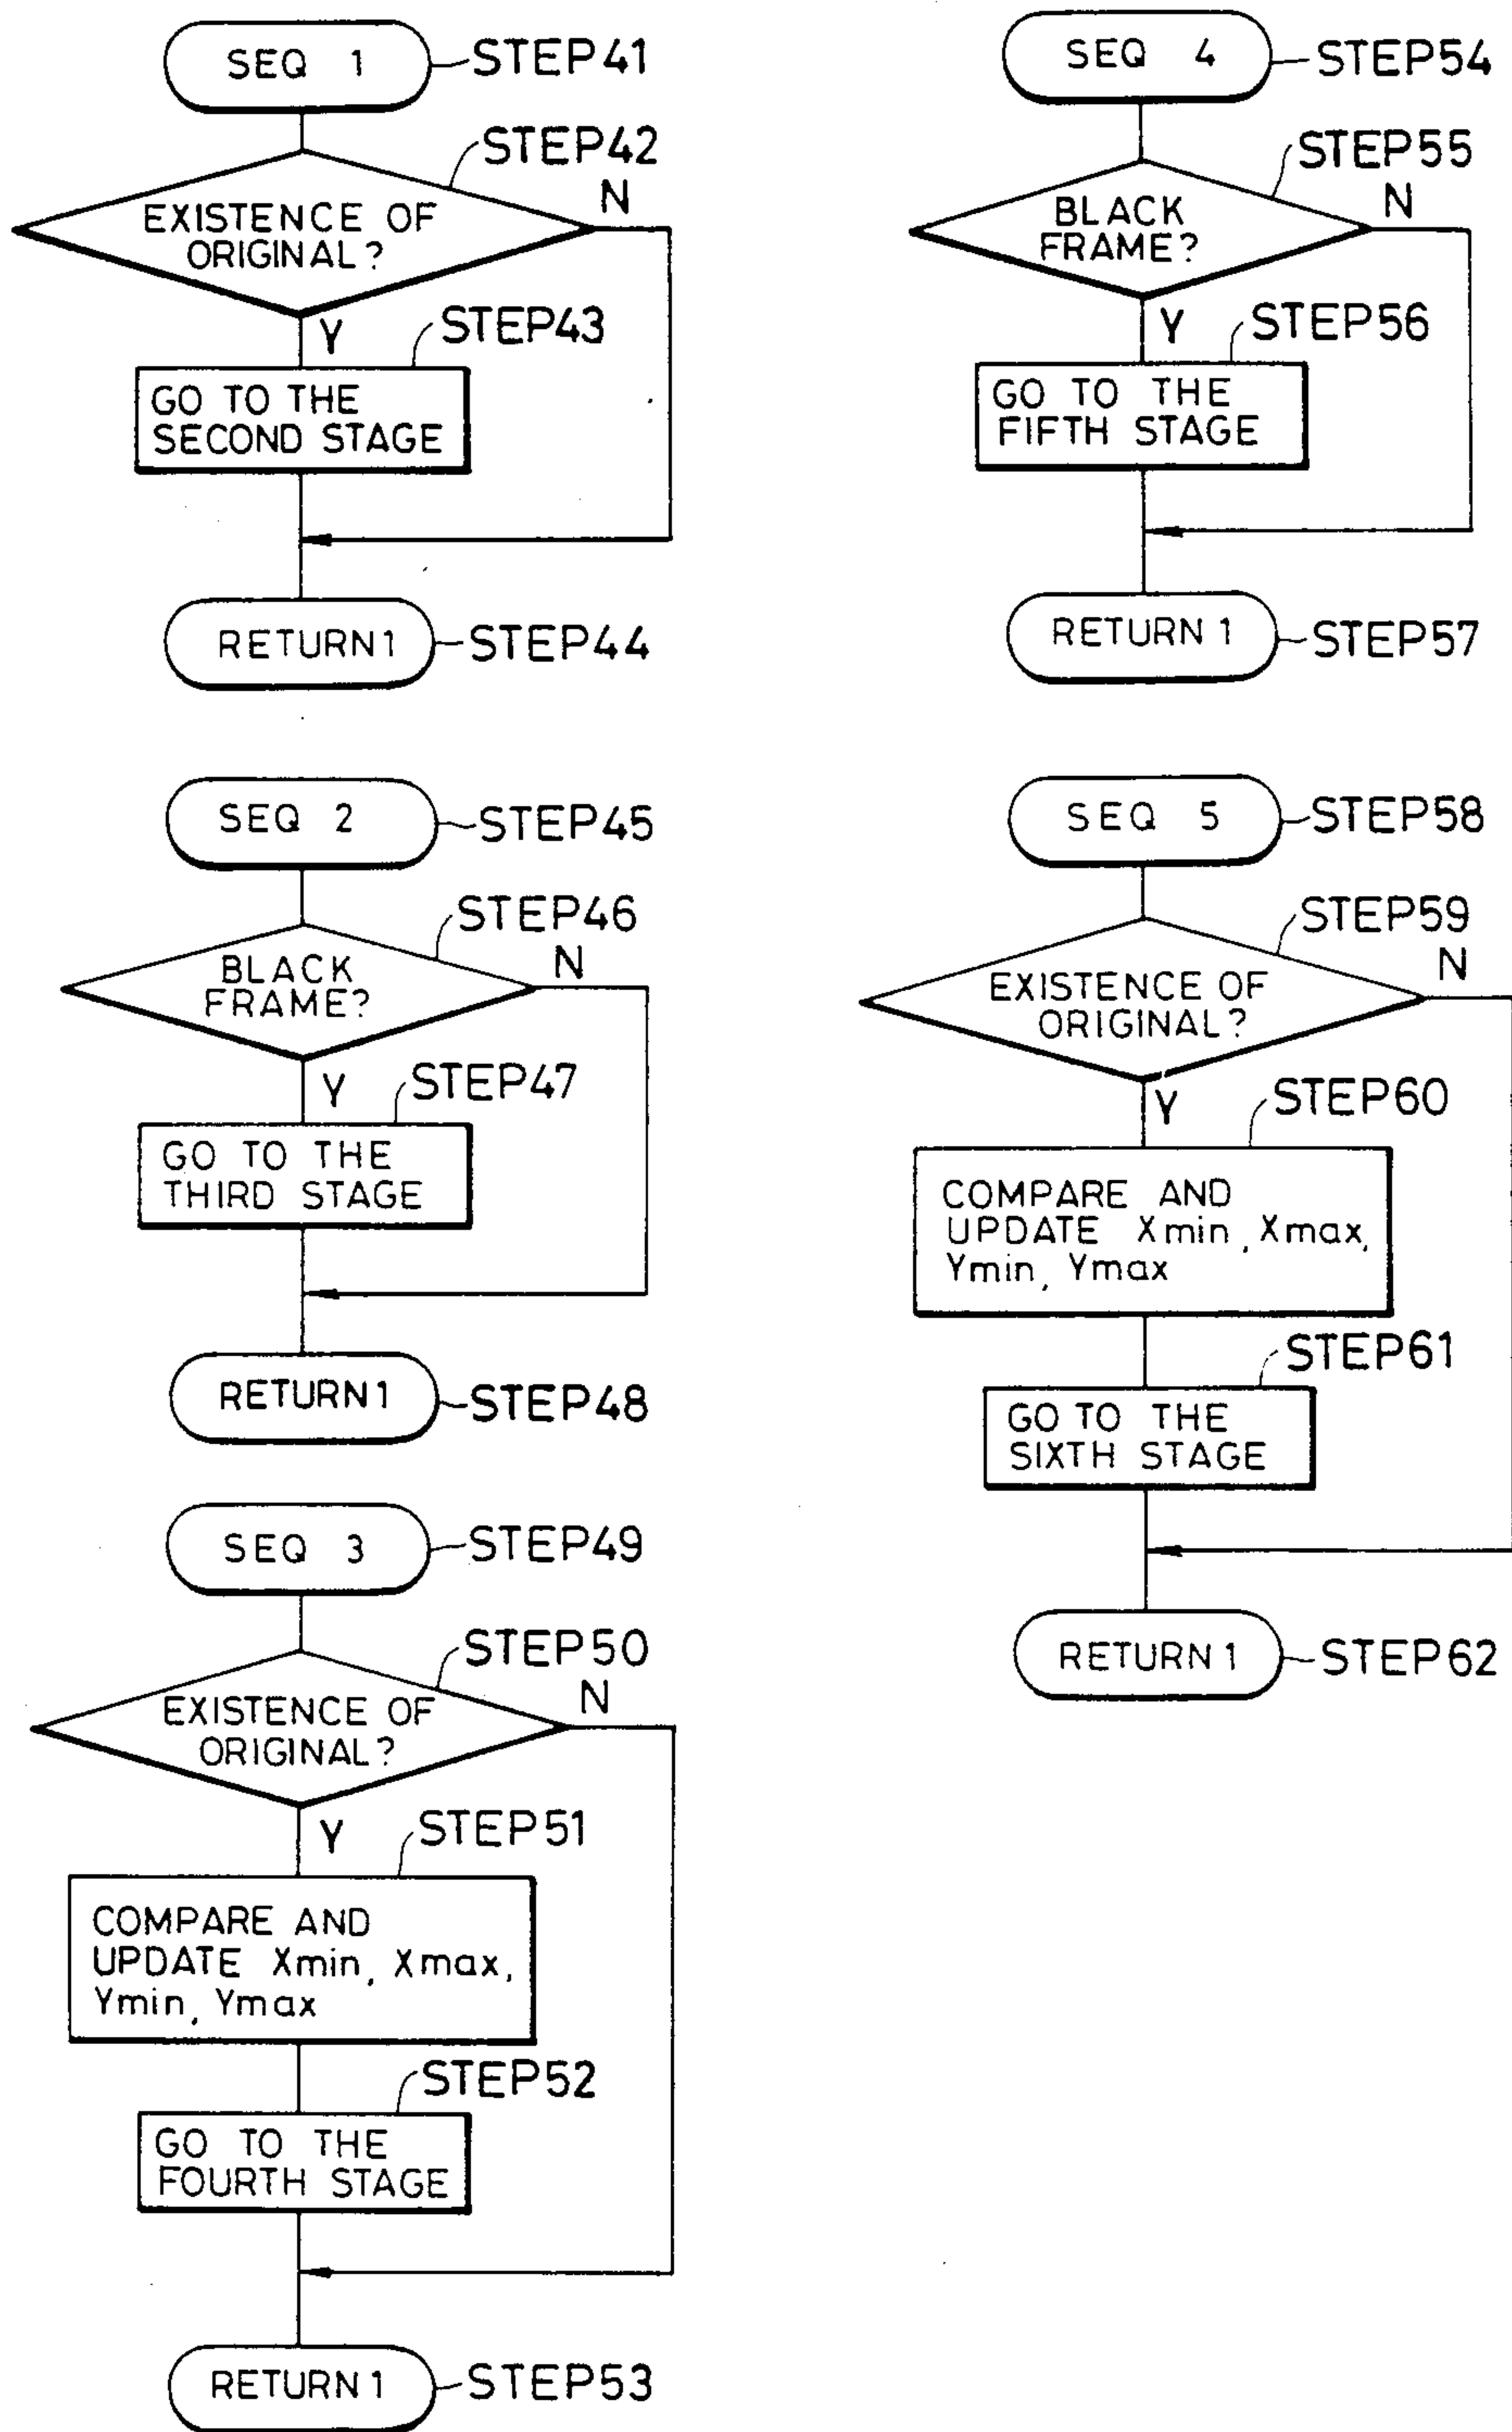 SEQ 1
STEP41
STEP42
EXISTENCE OF
ORIGINAL?
N
Y
STEP43
GO TO THE
SECOND STAGE
RETURN1
STEP44
SEQ 2
STEP45
STEP46
BLACK
FRAME?
N
Y
STEP47
GO TO THE
THIRD STAGE
RETURN1
STEP48
SEQ 3
STEP49
STEP50
EXISTENCE OF
ORIGINAL?
N
Y
STEP51
COMPARE AND
UPDATE Xmin, Xmax,
Ymin, Ymax
STEP52
GO TO THE
FOURTH STAGE
RETURN1
STEP53
SEQ 4
STEP54
STEP55
BLACK
FRAME?
N
Y
STEP56
GO TO THE
FIFTH STAGE
RETURN 1
STEP57
SEQ 5
STEP58
STEP59
EXISTENCE OF
ORIGINAL?
N
Y
STEP60
COMPARE AND
UPDATE Xmin, Xmax,
Ymin, Ymax
STEP61
GO TO THE
SIXTH STAGE
RETURN 1
STEP62